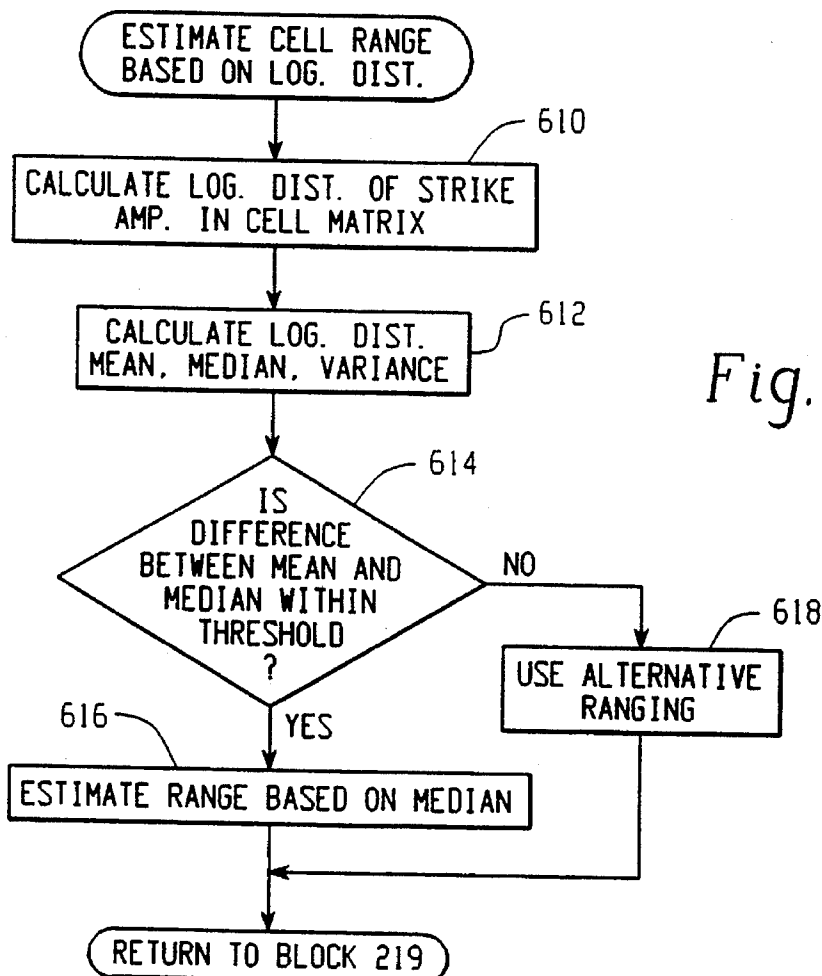 ESTIMATE CELL RANGE
BASED ON LOG. DIST.
610
CALCULATE LOG. DIST. OF STRIKE
AMP. IN CELL MATRIX
612
CALCULATE LOG. DIST.
MEAN, MEDIAN, VARIANCE
Fig.
614
IS
DIFFERENCE
BETWEEN MEAN AND
MEDIAN WITHIN
THRESHOLD
?
NO
618
USE ALTERNATIVE
RANGING
616
YES
ESTIMATE RANGE BASED ON MEDIAN
RETURN TO BLOCK 219